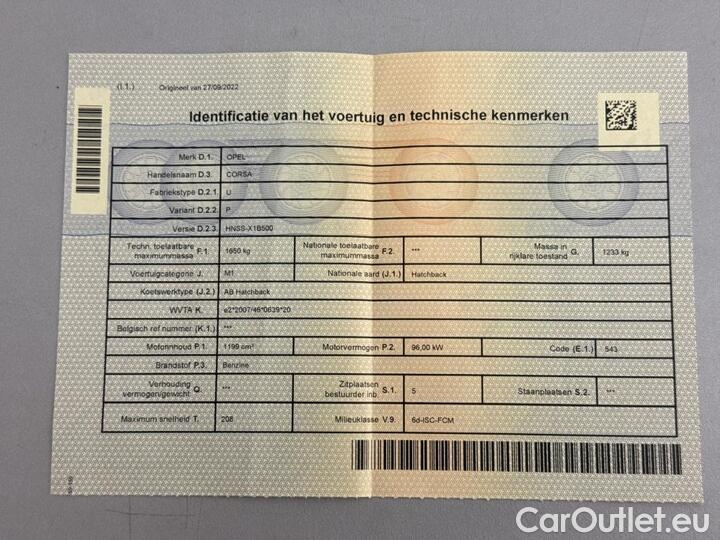 (I.1.) Origineel van 27/09/2022
Identificatie van het voertuig en technische kenmerken
Merk D.1. OPEL
Handelsnaam D.3. CORSA
Fabriekstype D.2.1. U
Variant D.2.2. P
Versie D.2.3. HNSS-X1B500
Techn. toelaatbare maximummassa F.1. 1650 kg Nationale toelaatbare maximummassa F.2. *** Massa in rijklare toestand G. 1233 kg
Voertuigcategorie J. M1 Nationale aard (J.1.) Hatchback
Koetswerktype (J.2.) AB Hatchback
WVTA K. e2*2007/46*0639*20
Belgisch ref nummer (K.1.) ***
Motorinhoud P.1. 1199 cm³ Motorvermogen P.2. 96,00 kW Code (E.1.) 543
Brandstof P.3. Benzine
Verhouding vermogen/gewicht Q. *** Zitplaatsen bestuurder inb. S.1. 5 Staanplaatsen S.2. ***
Maximum snelheid T. 208 Milieuklasse V.9. 6d-ISC-FCM
CarOutlet.eu